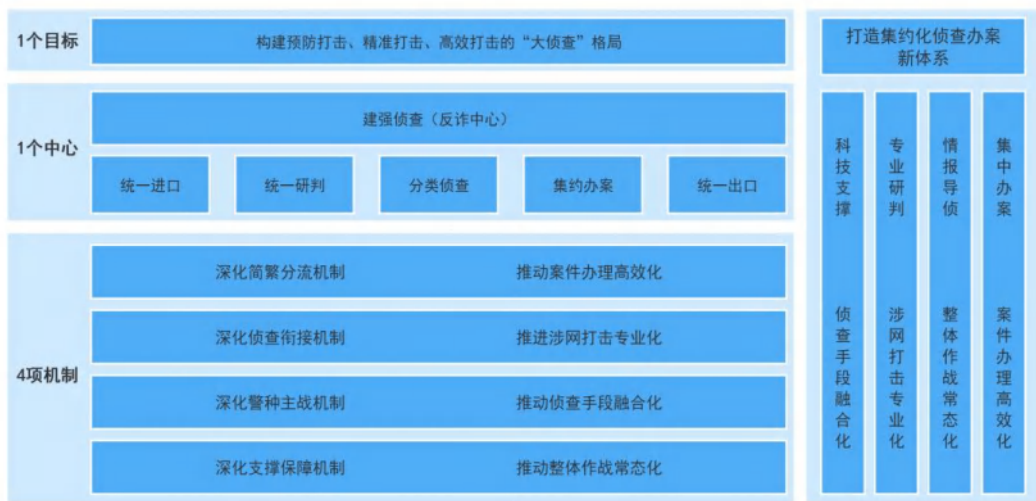 1个目标
构建预防打击、精准打击、高效打击的“大侦查”格局
1个中心
建强侦查（反诈中心）
统一进口
统一研判
分类侦查
集约办案
统一出口
4项机制
深化简繁分流机制 推动案件办理高效化
深化侦查衔接机制 推进涉网打击专业化
深化警种主战机制 推动侦查手段融合化
深化支撑保障机制 推动整体作战常态化
打造集约化侦查办案
新体系
科技支撑 侦查手段融合化
专业研判 涉网打击专业化
情报导侦 整体作战常态化
集中办案 案件办理高效化